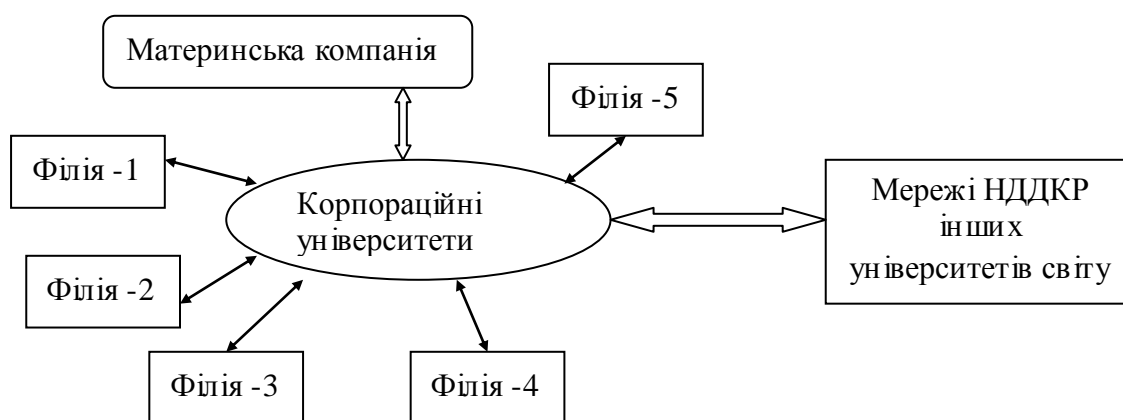 Материнська компанія
Філія -5
Філія -1
Корпораційні
університети
Мережі НДДКР
інших
університетів світу
Філія -2
Філія -3
Філія -4